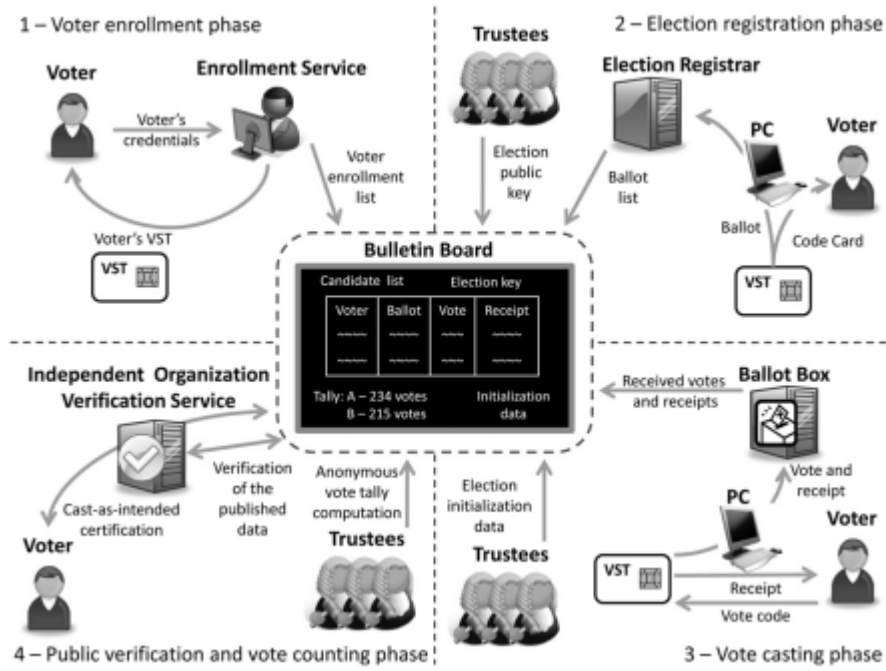 1 – Voter enrollment phase
Voter
Enrollment Service
Voter's
credentials
Voter
enrollment
list
Voter's VST
VST
Trustees
Election
public
key
2 – Election registration phase
Election Registrar
PC
Voter
Ballot
list
Ballot
Code Card
VST
Bulletin Board
Candidate list
Election key
Voter
Ballot
Vote
Receipt
Tally: A – 234 votes
B – 215 votes
Initialization
data
Independent Organization
Verification Service
Verification
of the
published
data
Cast-as-intended
certification
Voter
Anonymous
vote tally
computation
Trustees
4 – Public verification and vote counting phase
Election
initialization
data
Trustees
Received votes
and receipts
Ballot Box
Vote and
receipt
PC
Voter
VST
Receipt
Vote code
3 – Vote casting phase